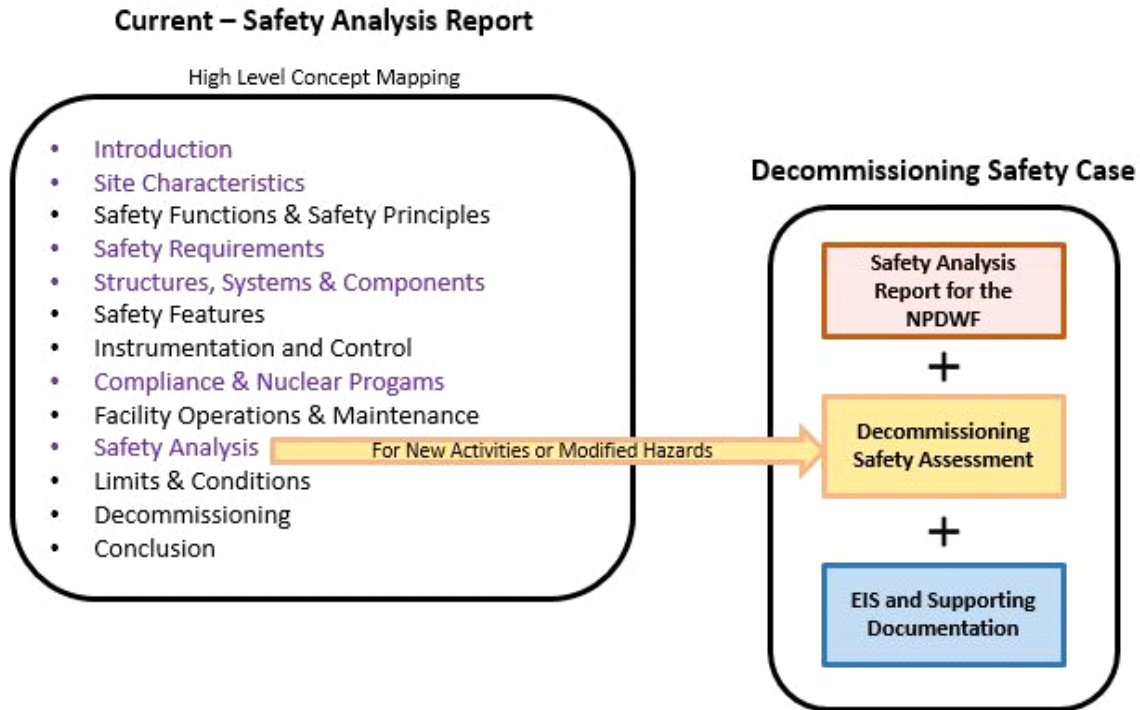 Current – Safety Analysis Report
High Level Concept Mapping
• Introduction
• Site Characteristics
• Safety Functions & Safety Principles
• Safety Requirements
• Structures, Systems & Components
• Safety Features
• Instrumentation and Control
• Compliance & Nuclear Progams
• Facility Operations & Maintenance
• Safety Analysis
• Limits & Conditions
• Decommissioning
• Conclusion
For New Activities or Modified Hazards
Decommissioning Safety Case
Safety Analysis
Report for the
NPDWF
+
Decommissioning
Safety Assessment
+
EIS and Supporting
Documentation